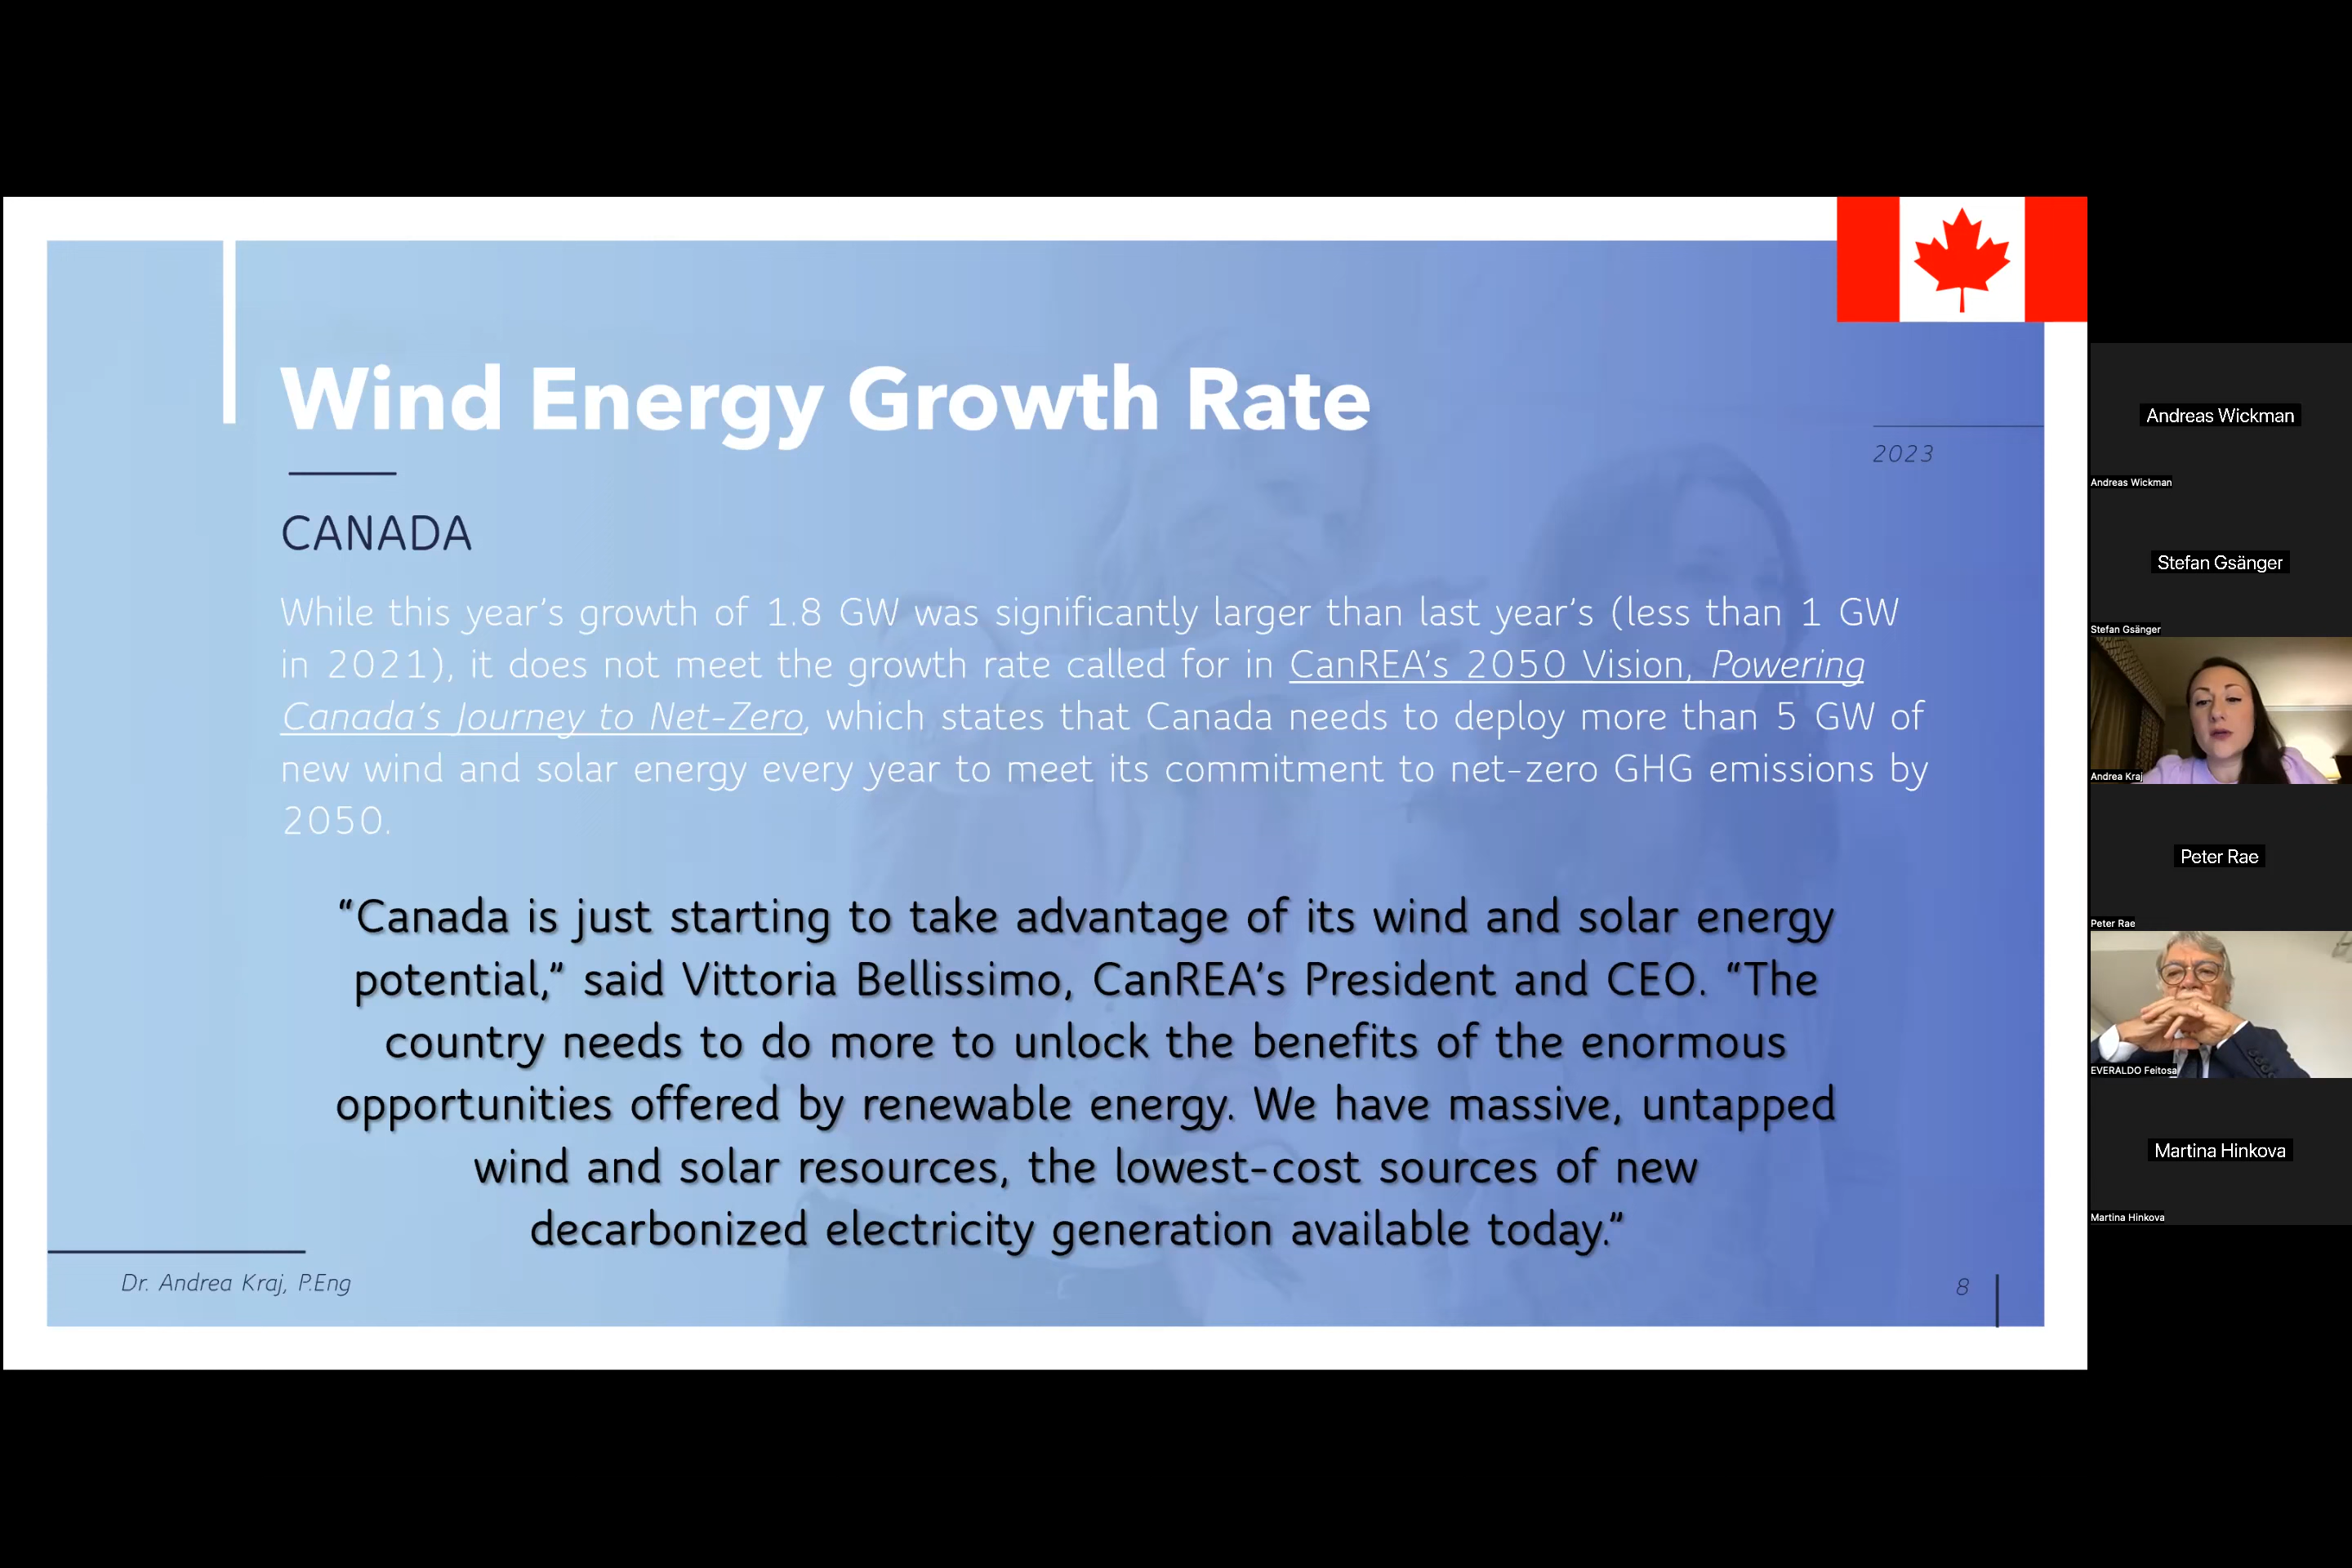 Wind Energy Growth Rate
2023
CANADA
While this year’s growth of 1.8 GW was significantly larger than last year’s (less than 1 GW
in 2021), it does not meet the growth rate called for in CanREA’s 2050 Vision, Powering
Canada’s Journey to Net-Zero, which states that Canada needs to deploy more than 5 GW of
new wind and solar energy every year to meet its commitment to net-zero GHG emissions by
2050.
“Canada is just starting to take advantage of its wind and solar energy
potential,” said Vittoria Bellissimo, CanREA’s President and CEO. “The
country needs to do more to unlock the benefits of the enormous
opportunities offered by renewable energy. We have massive, untapped
wind and solar resources, the lowest-cost sources of new
decarbonized electricity generation available today.”
Dr. Andrea Kraj, P.Eng
8
Andreas Wickman
Andreas Wickman
Stefan Gsänger
Stefan Gsänger
Andrea Kraj
Peter Rae
Peter Rae
EVERALDO Feitosa
Martina Hinkova
Martina Hinkova